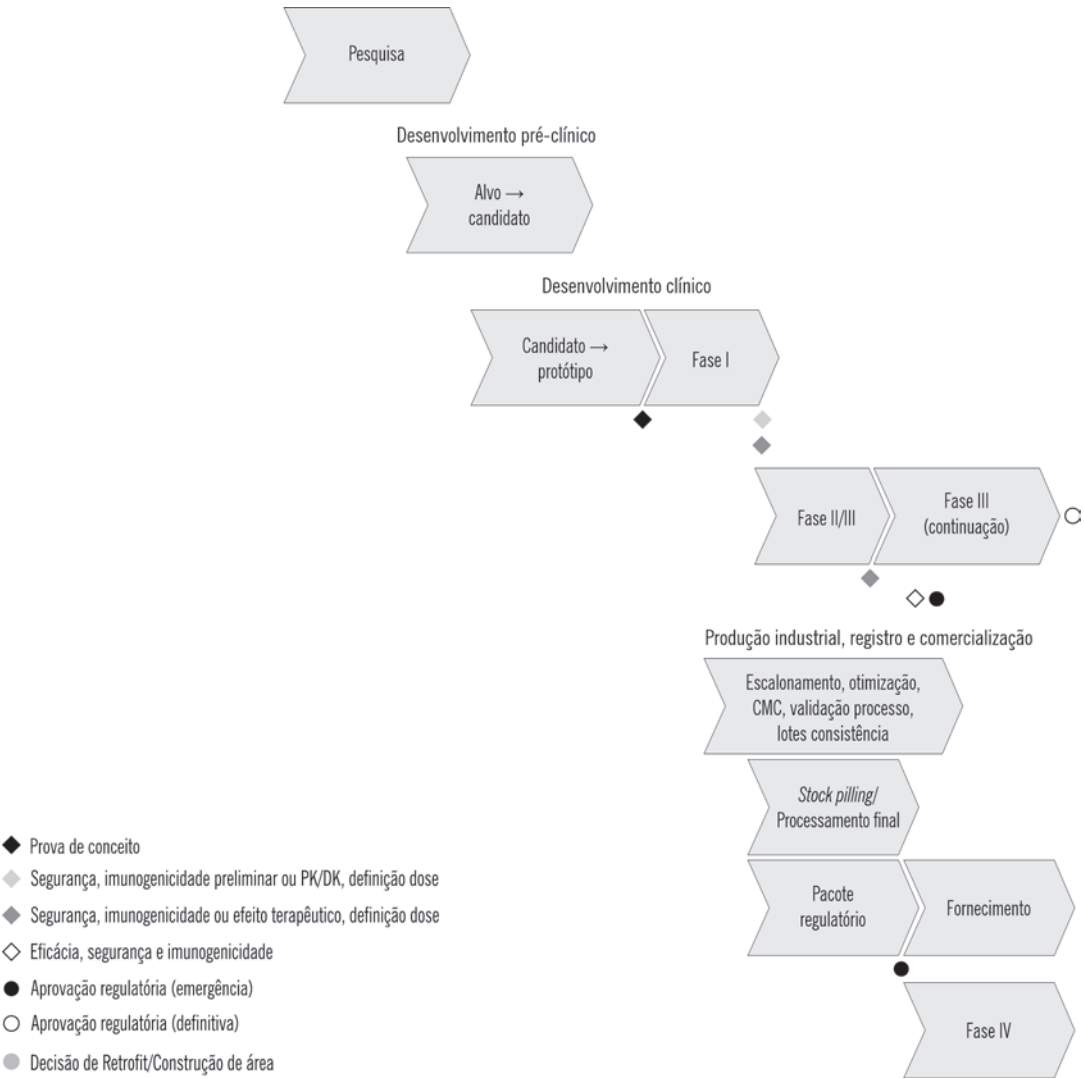 Pesquisa
Desenvolvimento pré-clínico
Alvo →
candidato
Desenvolvimento clínico
Candidato →
protótipo
Fase I
Fase II/III
Fase III
(continuação)
Produção industrial, registro e comercialização
Escalonamento, otimização,
CMC, validação processo,
lotes consistência
Stock pilling/
Processamento final
Pacote
regulatório
Fornecimento
Fase IV
Prova de conceito
Segurança, imunogenicidade preliminar ou PK/DK, definição dose
Segurança, imunogenicidade ou efeito terapêutico, definição dose
Eficácia, segurança e imunogenicidade
Aprovação regulatória (emergência)
Aprovação regulatória (definitiva)
Decisão de Retrofit/Construção de área